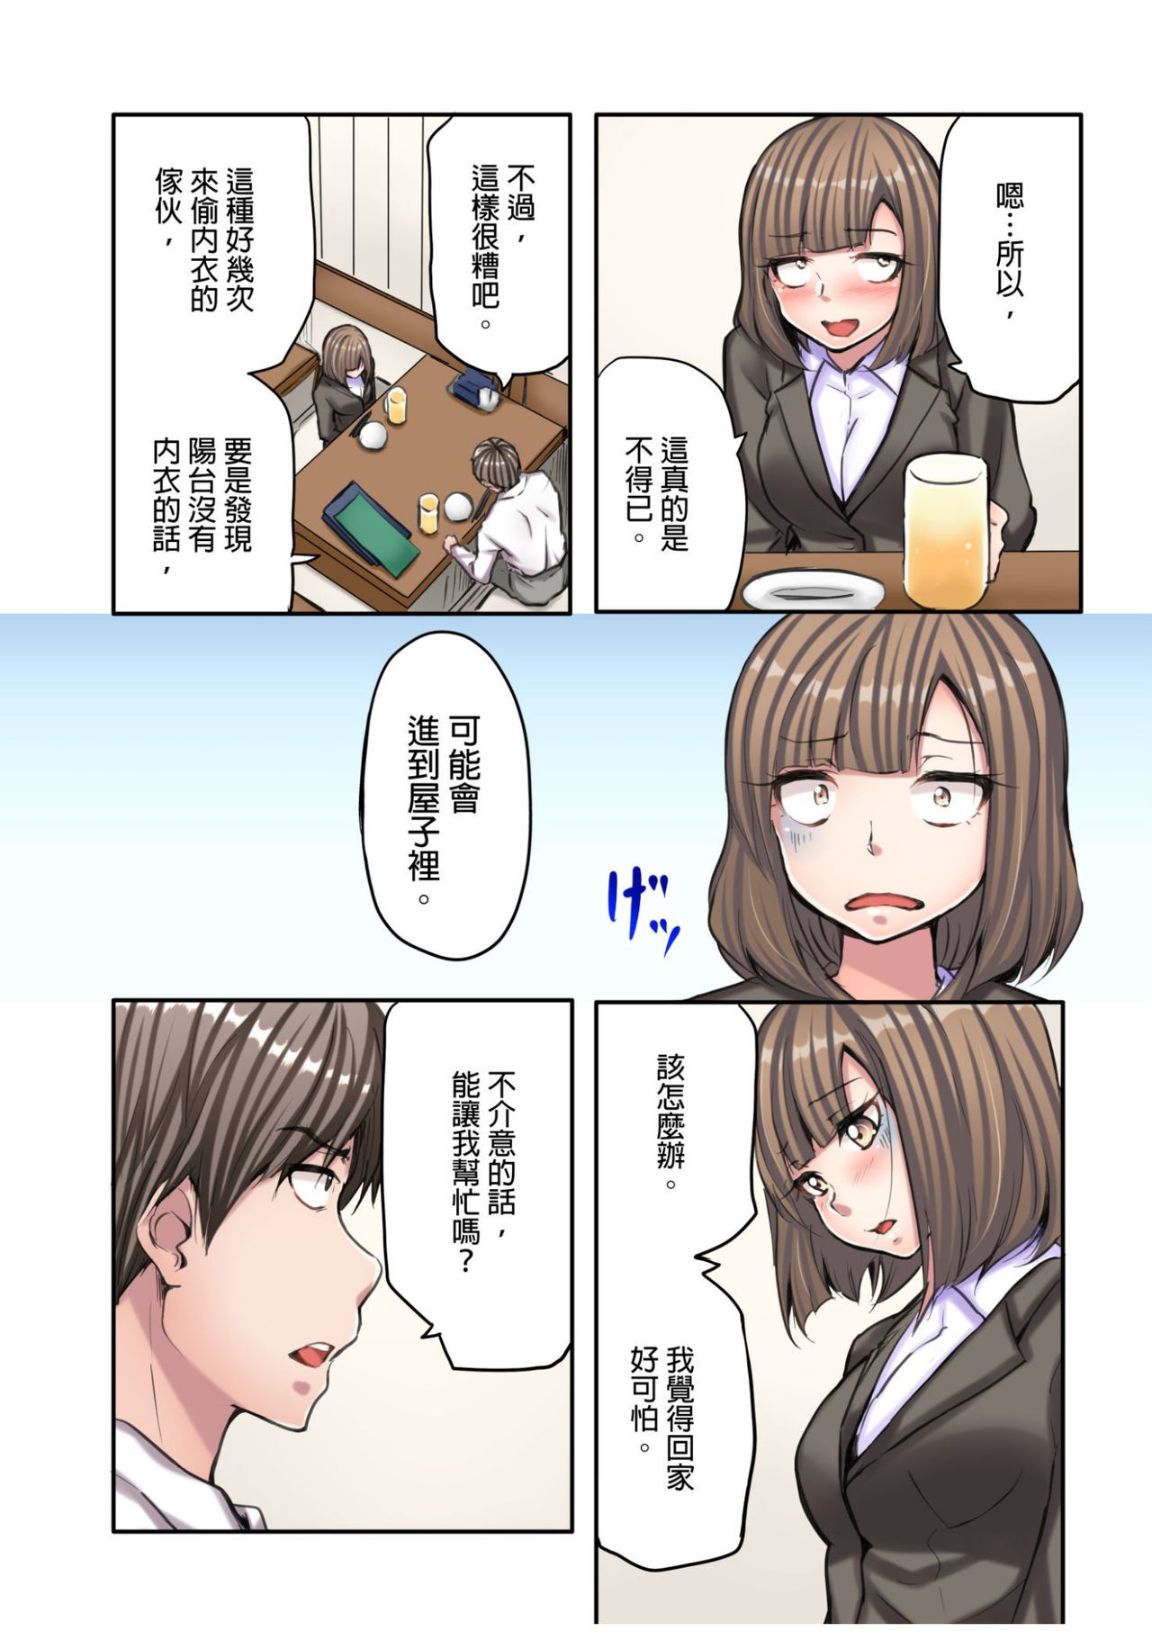 嗯…所以，
這真的是
不得已。
不過，
這樣很糟吧。
這種好幾次
來偷內衣的
傢伙，
要是發現
陽台沒有
內衣的話，
可能會
進到屋子裡。
げッ
該怎麼辦。
我覺得回家
好可怕。
不介意的話，
能讓我幫忙嗎？